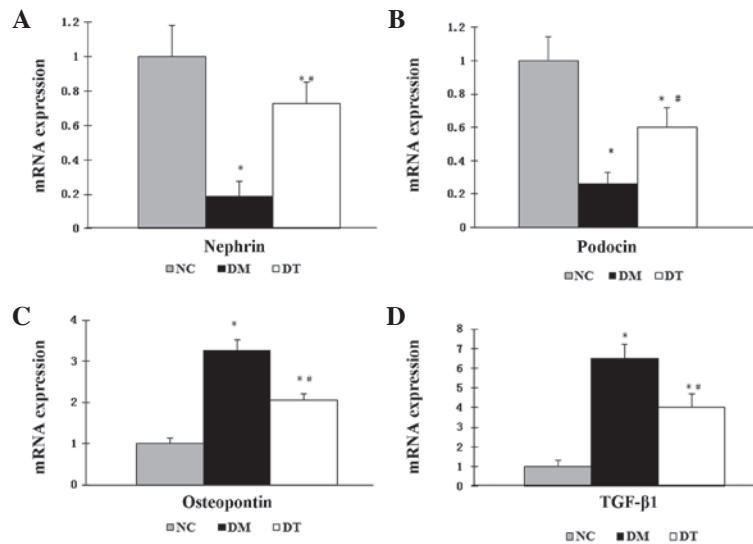 A
mRNA expression
1.2
1
0.8
0.6
0.4
0.2
0
*
* #
Nephrin
NC DM DT
B
mRNA expression
1.2
1
0.8
0.6
0.4
0.2
0
*
* #
Podocin
NC DM DT
C
mRNA expression
4
3
2
1
0
*
* #
Osteopontin
NC DM DT
D
mRNA expression
8
7
6
5
4
3
2
1
0
*
* #
TGF-β1
NC DM DT